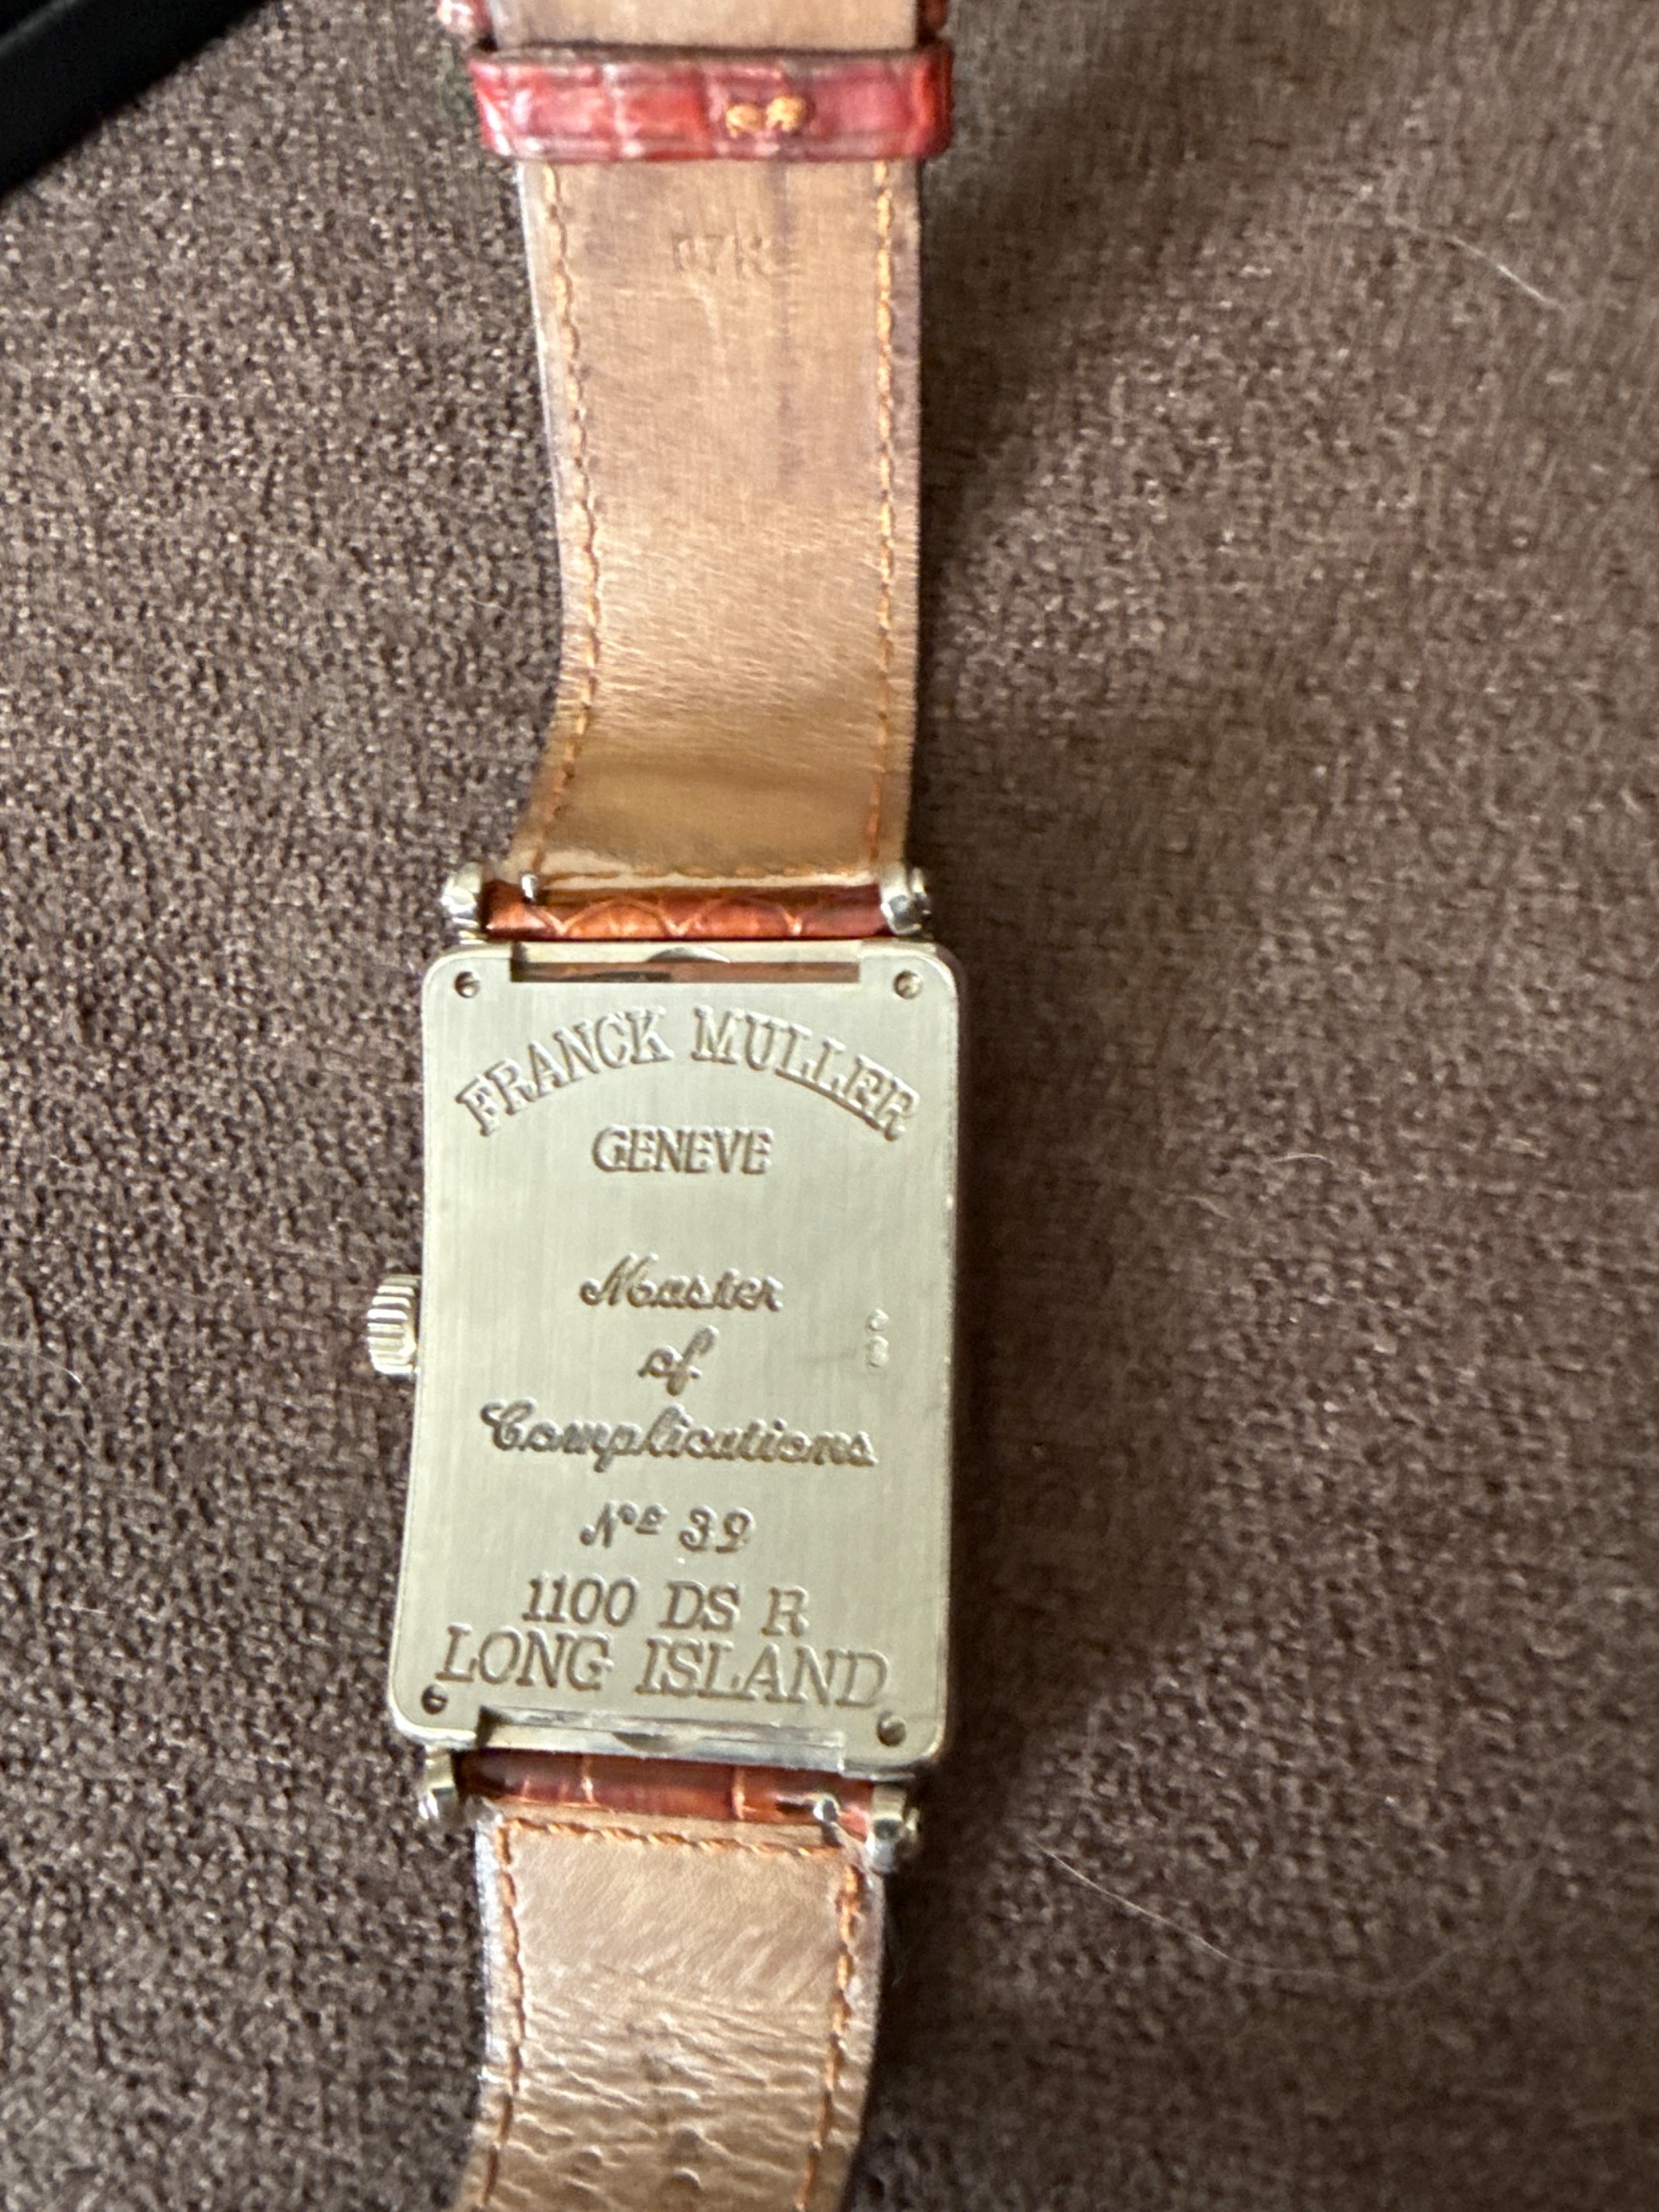 FRANCK MULLER
GENEVE
Master
of
Complications
Nº 39
1100 DS R
LONG ISLAND